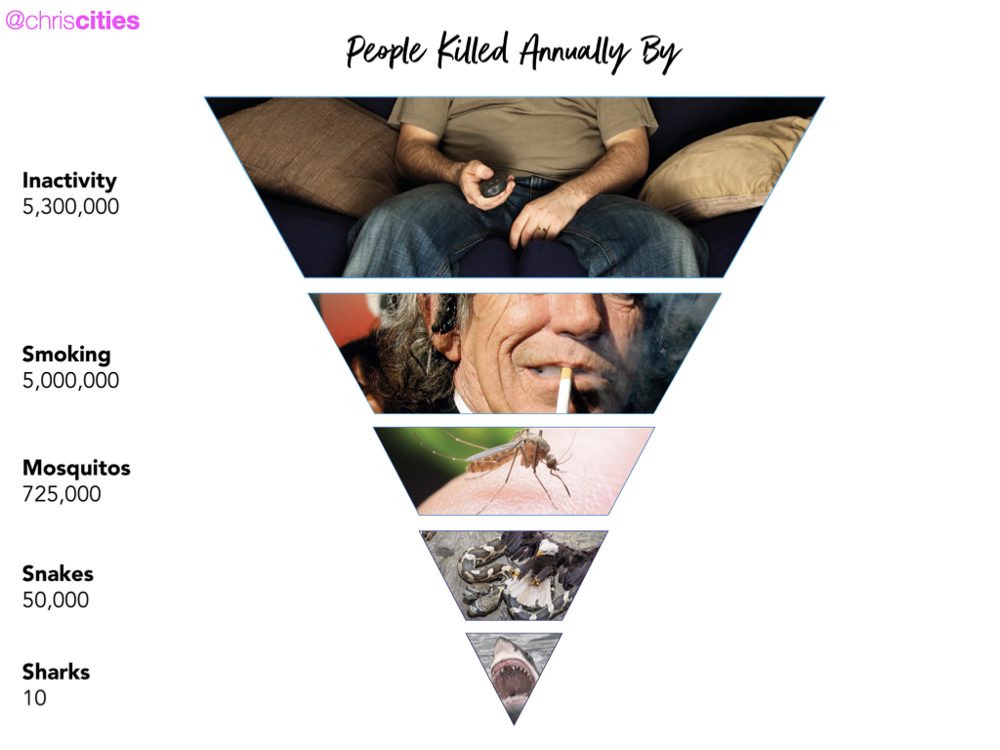 @chriscities
People Killed Annually By
Inactivity
5,300,000
Smoking
5,000,000
Mosquitos
725,000
Snakes
50,000
Sharks
10